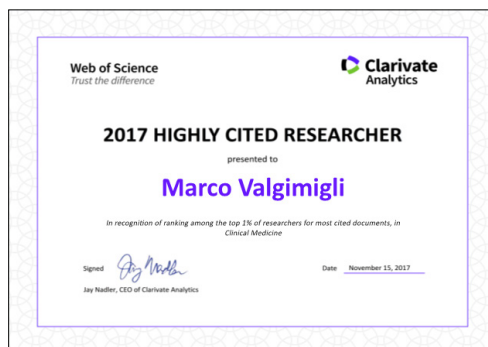 Web of Science
Trust the difference
Clarivate
Analytics
2017 HIGHLY CITED RESEARCHER
presented to
Marco Valgimigli
In recognition of ranking among the top 1% of researchers for most cited documents, in
Clinical Medicine
Signed Jay Nadler
Date November 15, 2017
Jay Nadler, CEO of Clarivate Analytics